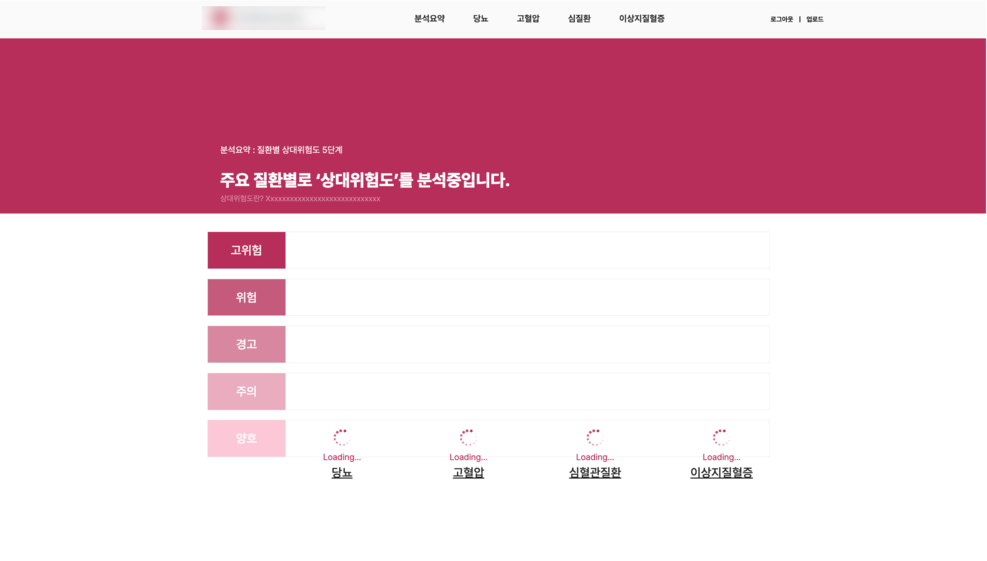 분석요약 당뇨 고혈압 심질환 이상지질혈증 로그아웃 | 업로드
분석요약 : 질환별 상대위험도 5단계
주요 질환별로 ‘상대위험도’를 분석중입니다.
상대위험도란? Xxxxxxxxxxxxxxxxxxxxxxxxxxxxx
고위험
위험
경고
주의
양호
Loading... Loading... Loading... Loading...
당뇨 고혈압 심혈관질환 이상지질혈증